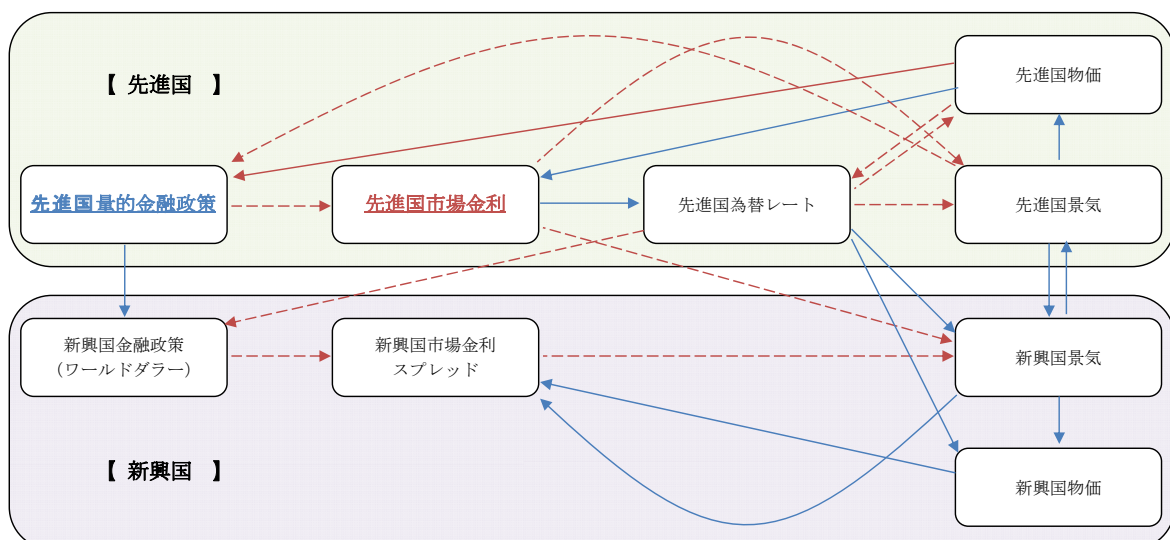 【 先進国 】
先進国物価
先進国量的金融政策
先進国市場金利
先進国為替レート
先進国景気
新興国金融政策
（ワールドダラー）
新興国市場金利
スプレッド
新興国景気
【 新興国 】
新興国物価